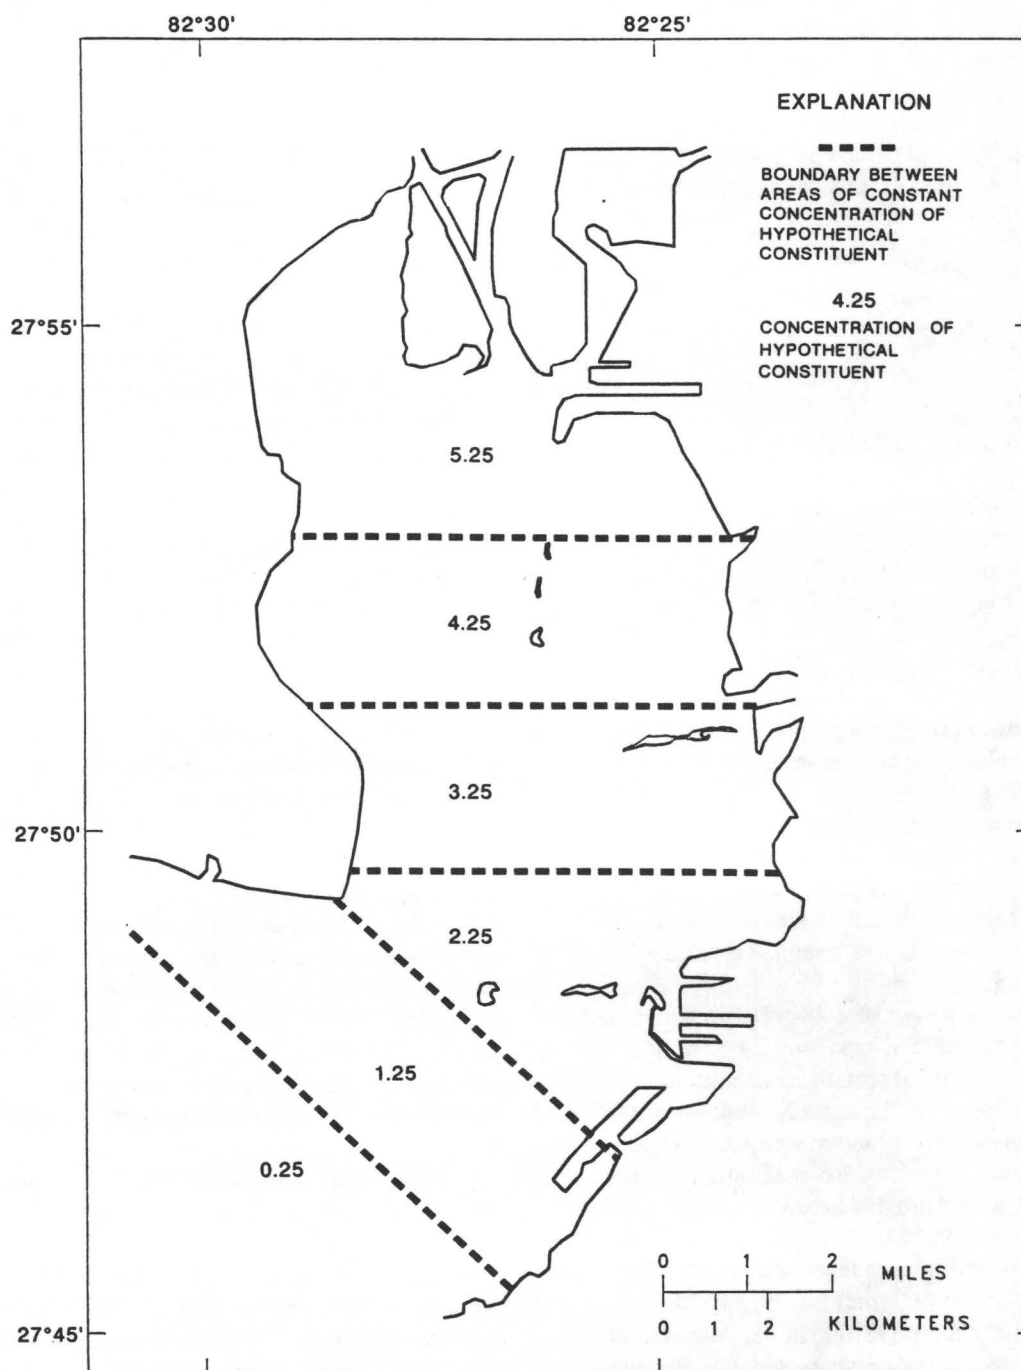 82°30' 82°25'
EXPLANATION
BOUNDARY BETWEEN
AREAS OF CONSTANT
CONCENTRATION OF
HYPOTHETICAL
CONSTITUENT
4.25
CONCENTRATION OF
HYPOTHETICAL
CONSTITUENT
27°55'
5.25
4.25
3.25
27°50'
2.25
1.25
0.25
0 1 2
MILES
0 1 2
KILOMETERS
27°45'